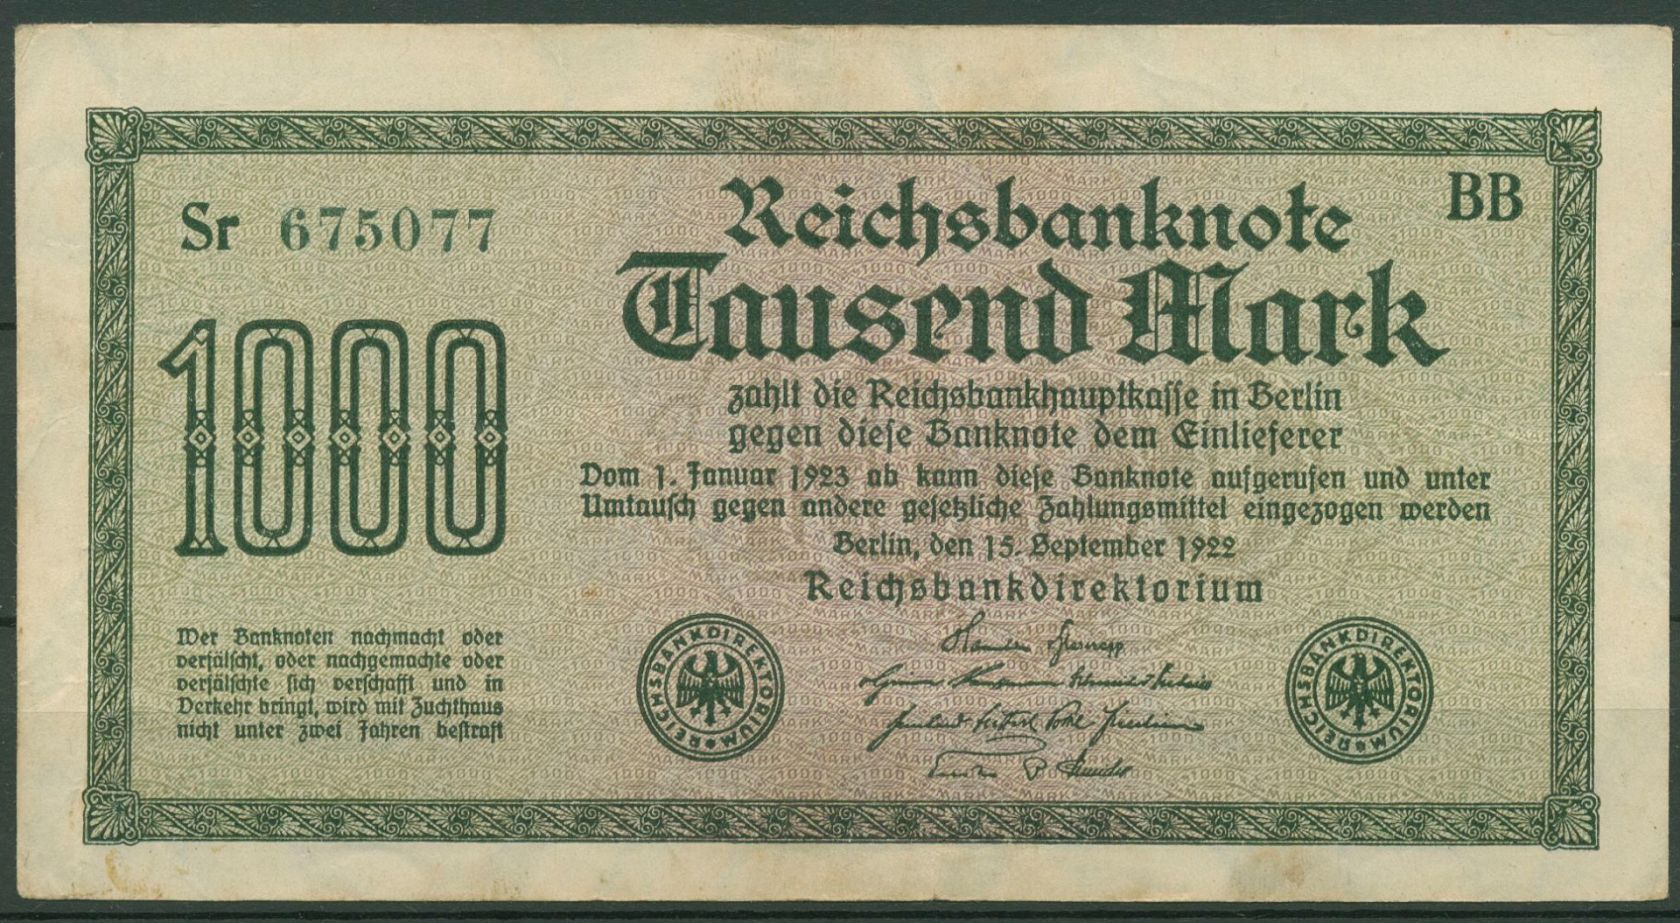 Sr 675077
BB
Reichsbanknote
Tausend Mark
1000
zahlt die Reichsbankhauptkasse in Berlin
gegen diese Banknote dem Einlieferer
Vom 1. Januar 1923 ab kann diese Banknote aufgerufen und unter
Umtausch gegen andere gesetzliche Zahlungsmittel eingezogen werden
Berlin, den 15. September 1922
Reichsbankdirektorium
Wer Banknoten nachmacht oder
verfälscht, oder nachgemachte oder
verfälschte sich verschafft und in
Verkehr bringt, wird mit Zuchthaus
nicht unter zwei Jahren bestraft
REICHSBANKDIREKTORIUM
REICHSBANKDIREKTORIUM